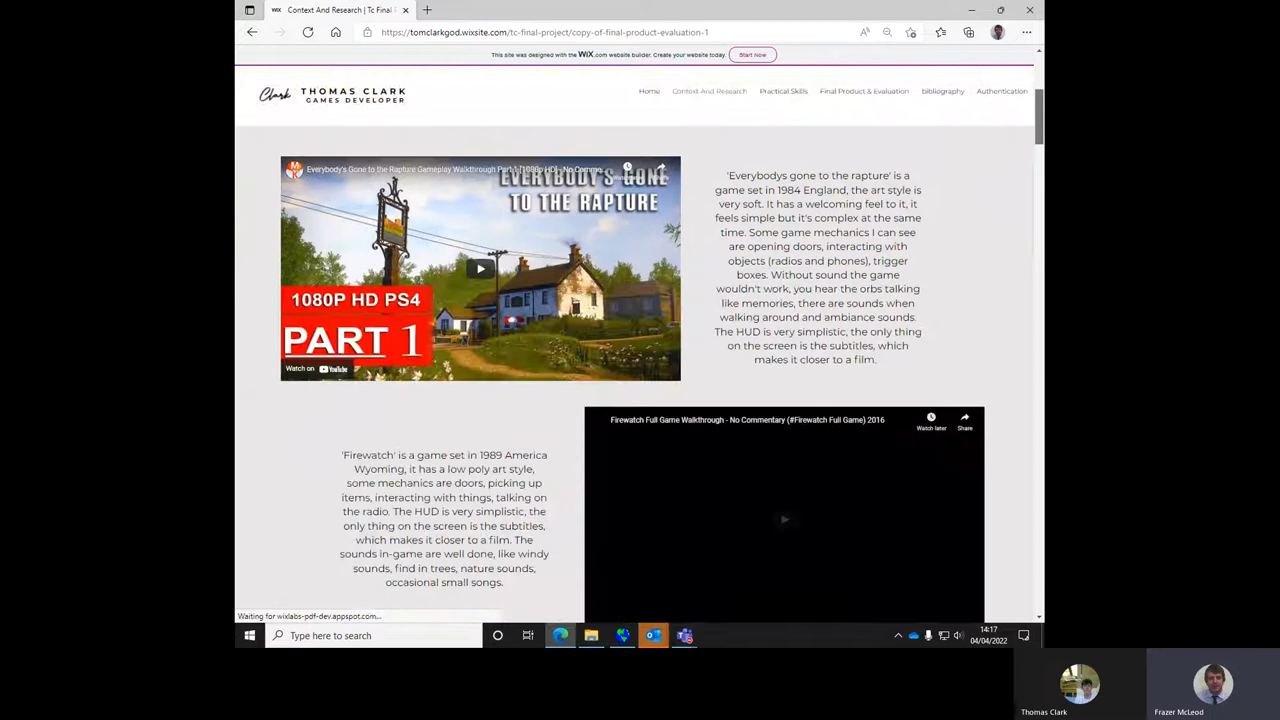 Context And Research | Tc Final
https://tomclarkgod.wixsite.com/tc-final-project/copy-of-final-product-evaluation-1
This site was designed with the WiX.com website builder. Create your website today. Start Now
Clark THOMAS CLARK
GAMES DEVELOPER
Home Context And Research Practical Skills Final Product & Evaluation bibliography Authentication
Everybody's Gone to the Rapture Gameplay Walkthrough Part 1 [1080p HD] - No Comme...
EVERYBODY'S GONE
TO THE RAPTURE
1080P HD PS4
PART 1
Watch on YouTube
'Everybodys gone to the rapture' is a
game set in 1984 England, the art style is
very soft. It has a welcoming feel to it, it
feels simple but it's complex at the same
time. Some game mechanics I can see
are opening doors, interacting with
objects (radios and phones), trigger
boxes. Without sound the game
wouldn't work, you hear the orbs talking
like memories, there are sounds when
walking around and ambiance sounds.
The HUD is very simplistic, the only thing
on the screen is the subtitles, which
makes it closer to a film.
'Firewatch' is a game set in 1989 America
Wyoming, it has a low poly art style,
some mechanics are doors, picking up
items, interacting with things, talking on
the radio. The HUD is very simplistic, the
only thing on the screen is the subtitles,
which makes it closer to a film. The
sounds in-game are well done, like windy
sounds, find in trees, nature sounds,
occasional small songs.
Firewatch Full Game Walkthrough - No Commentary (#Firewatch Full Game) 2016
Watch later Share
Waiting for wixlabs-pdf-dev.appspot.com...
Type here to search
14:17
04/04/2022
Thomas Clark
Frazer McLeod